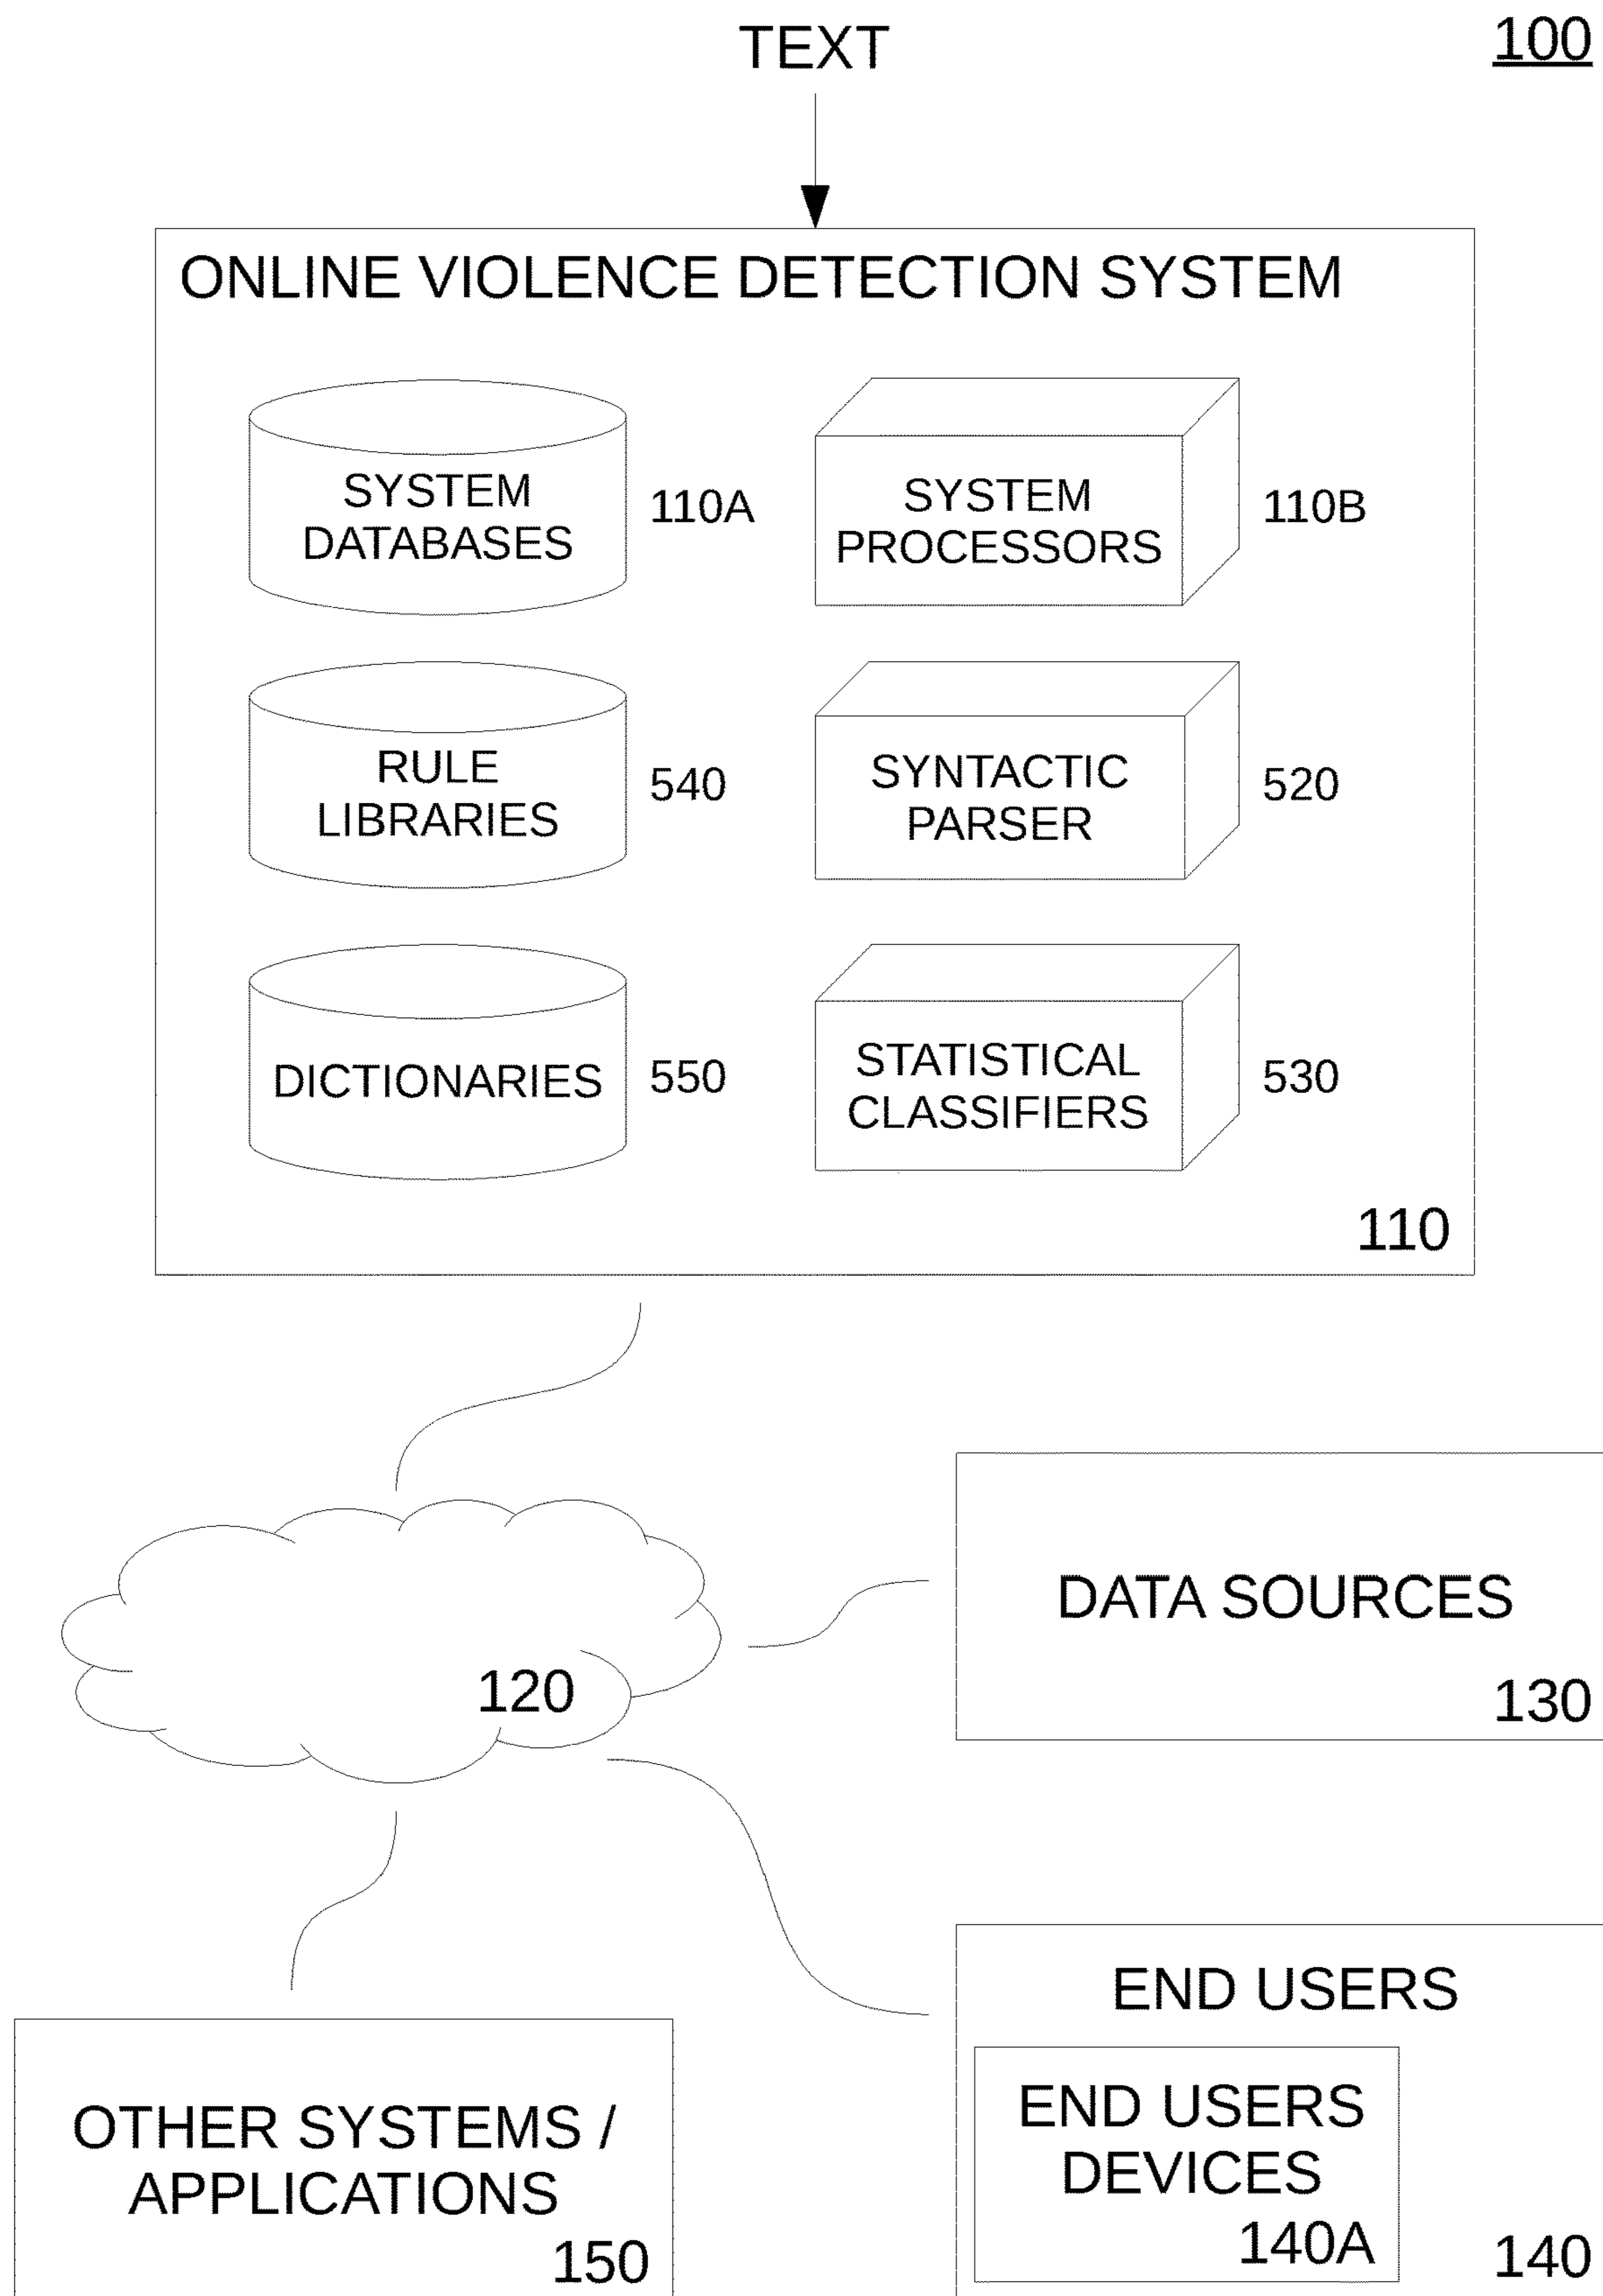 TEXT
100
ONLINE VIOLENCE DETECTION SYSTEM
SYSTEM
DATABASES
110A
SYSTEM
PROCESSORS
110B
RULE
LIBRARIES
540
SYNTACTIC
PARSER
520
DICTIONARIES
550
STATISTICAL
CLASSIFIERS
530
110
120
DATA SOURCES
130
END USERS
END USERS
DEVICES
140A
140
OTHER SYSTEMS /
APPLICATIONS
150